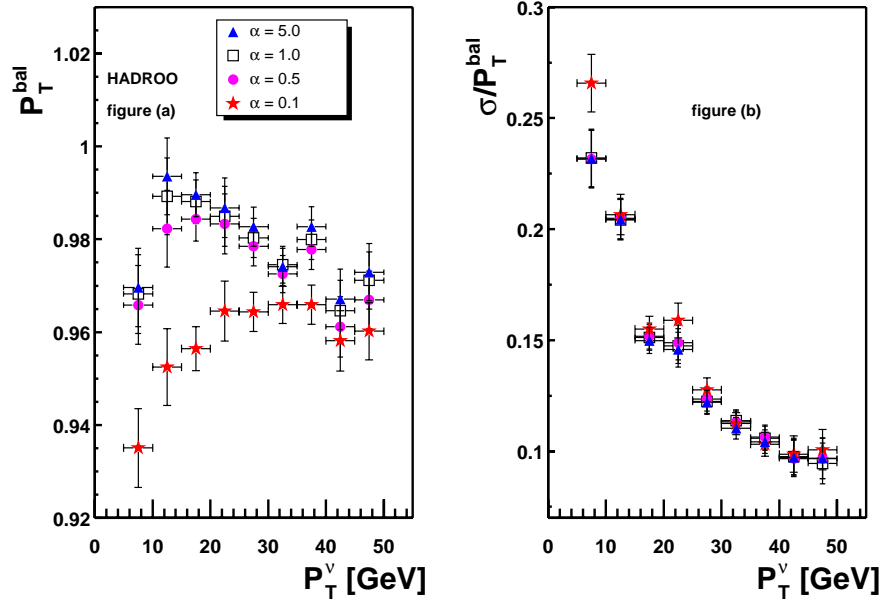 P_T^bal
1.02
1
0.98
0.96
0.94
0.92
HADROO
figure (a)
α = 5.0
α = 1.0
α = 0.5
α = 0.1
0 10 20 30 40 50
P_T^ν [GeV]
σ/P_T^bal
0.3
0.25
0.2
0.15
0.1
figure (b)
0 10 20 30 40 50
P_T^ν [GeV]